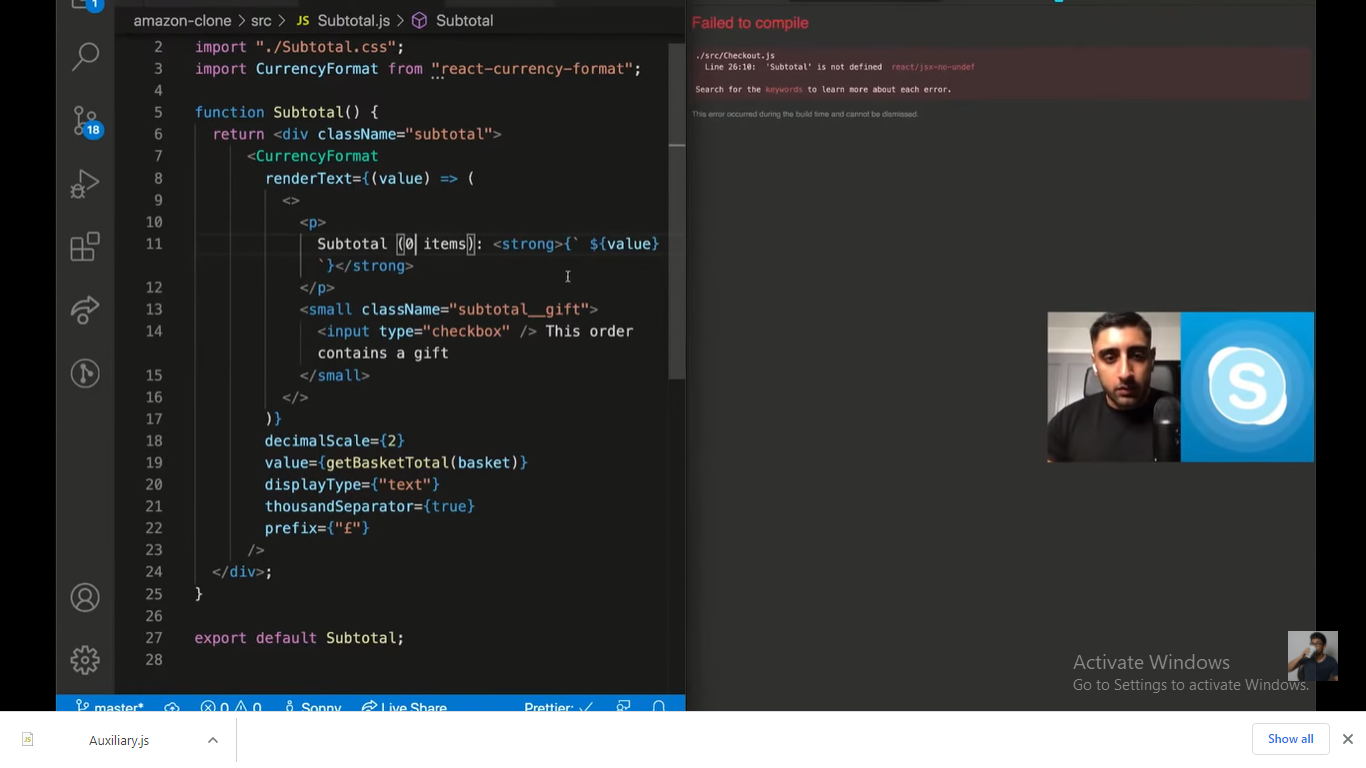 1
amazon-clone > src > JS Subtotal.js > Subtotal
2 import "./Subtotal.css";
3 import CurrencyFormat from "react-currency-format";
4
5 function Subtotal() {
6 return <div className="subtotal">
7 <CurrencyFormat
8 renderText={(value) => (
9 <>
10 <p>
11 Subtotal (0 items): <strong>{` ${value}
`}</strong>
12 </p>
13 <small className="subtotal__gift">
14 <input type="checkbox" /> This order
contains a gift
15 </small>
16 </>
17 )}
18 decimalScale={2}
19 value={getBasketTotal(basket)}
20 displayType={"text"}
21 thousandSeparator={true}
22 prefix={"£"}
23 />
24 </div>;
25 }
26
27 export default Subtotal;
28
18
master* 0 0 Sonny Live Share Prettier: ✓
Failed to compile
./src/Checkout.js
Line 26:10: 'Subtotal' is not defined react/jsx-no-undef
Search for the keywords to learn more about each error.
This error occurred during the build time and cannot be dismissed.
S
Activate Windows
Go to Settings to activate Windows.
JS Auxiliary.js
Show all